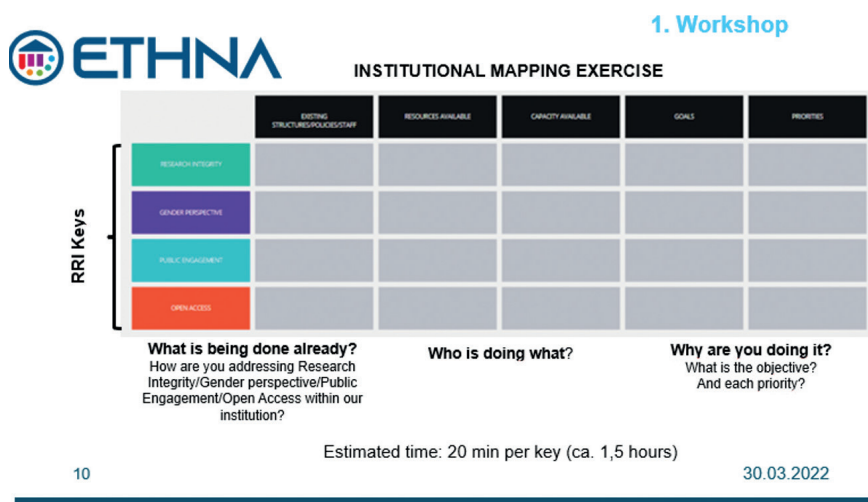 1. Workshop
ETHNA
INSTITUTIONAL MAPPING EXERCISE
EXISTING
STRUCTURES/POLICIES/STAFF
RESOURCES AVAILABLE
CAPACITY AVAILABLE
GOALS
PRIORITIES
RRI Keys
RESEARCH INTEGRITY
GENDER PERSPECTIVE
PUBLIC ENGAGEMENT
OPEN ACCESS
What is being done already?
How are you addressing Research
Integrity/Gender perspective/Public
Engagement/Open Access within our
institution?
Who is doing what?
Why are you doing it?
What is the objective?
And each priority?
Estimated time: 20 min per key (ca. 1,5 hours)
10
30.03.2022